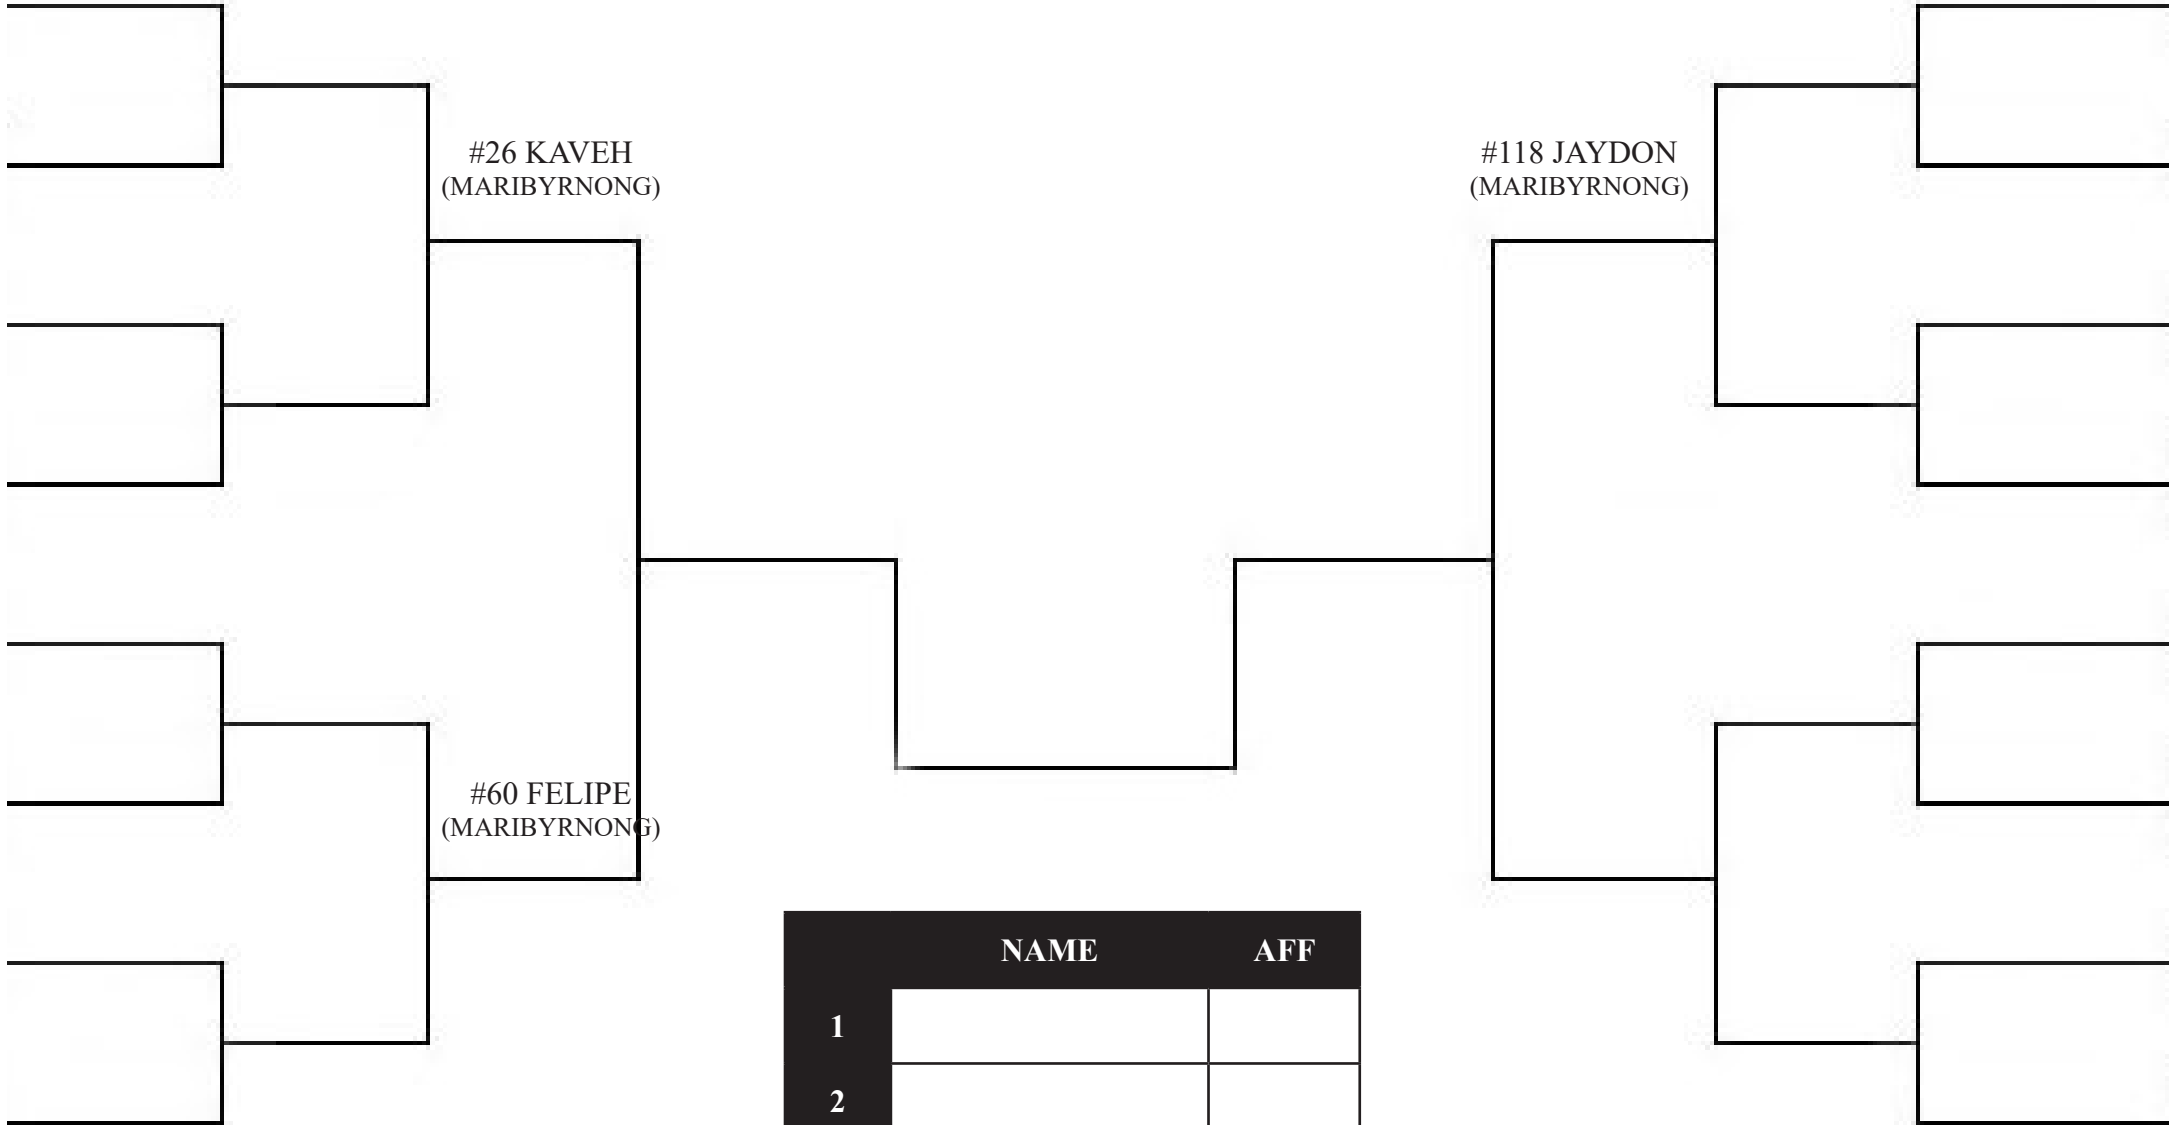 #26 KAVEH
(MARIBYRNONG)
#118 JAYDON
(MARIBYRNONG)
#60 FELIPE
(MARIBYRNONG)
NAME AFF
1
2